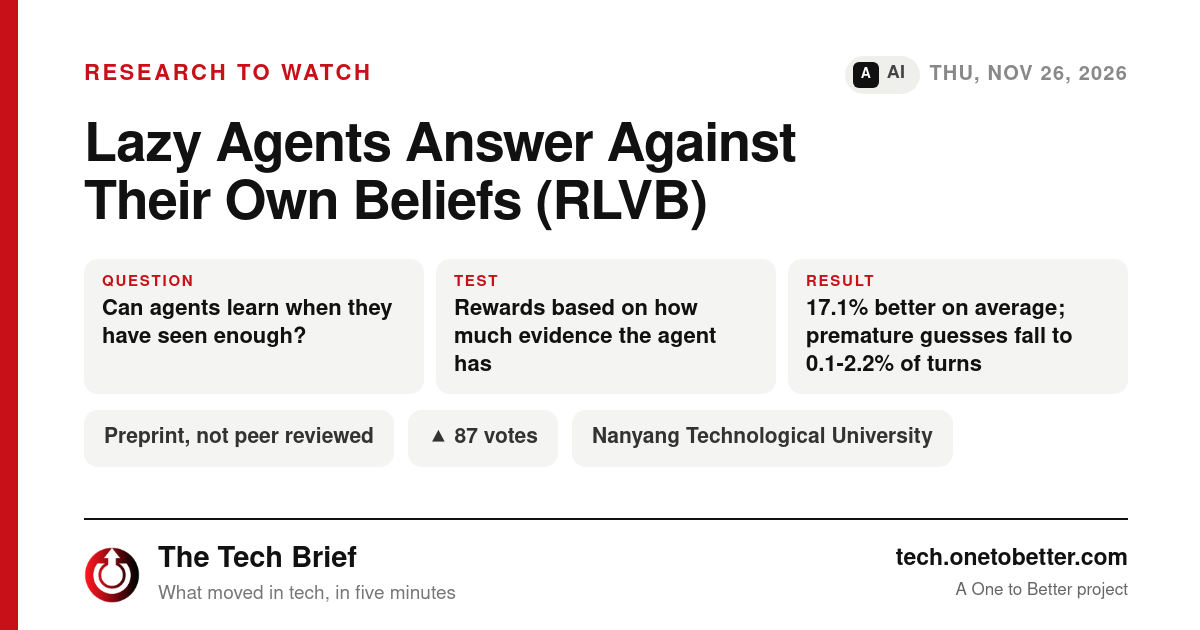 RESEARCH TO WATCH
A AI THU, NOV 26, 2026
Lazy Agents Answer Against
Their Own Beliefs (RLVB)
QUESTION
Can agents learn when they
have seen enough?
TEST
Rewards based on how
much evidence the agent
has
RESULT
17.1% better on average;
premature guesses fall to
0.1-2.2% of turns
Preprint, not peer reviewed
▲ 87 votes
Nanyang Technological University
The Tech Brief
What moved in tech, in five minutes
tech.onetobetter.com
A One to Better project